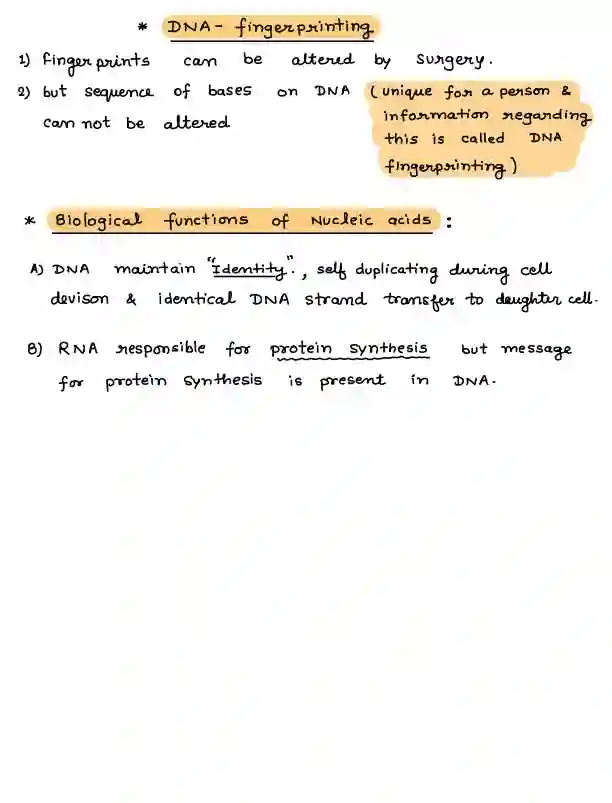 * DNA - fingerprinting
1) Finger prints can be altered by surgery.
2) but sequence of bases on DNA (unique for a person &
information regarding
can not be altered
this is called DNA
fingerprinting)
* Biological functions of Nucleic acids :
A) DNA maintain "Identity"., self duplicating during cell
devison & identical DNA strand transfer to daughter cell.
B) RNA responsible for protein synthesis but message
for protein synthesis is present in DNA.